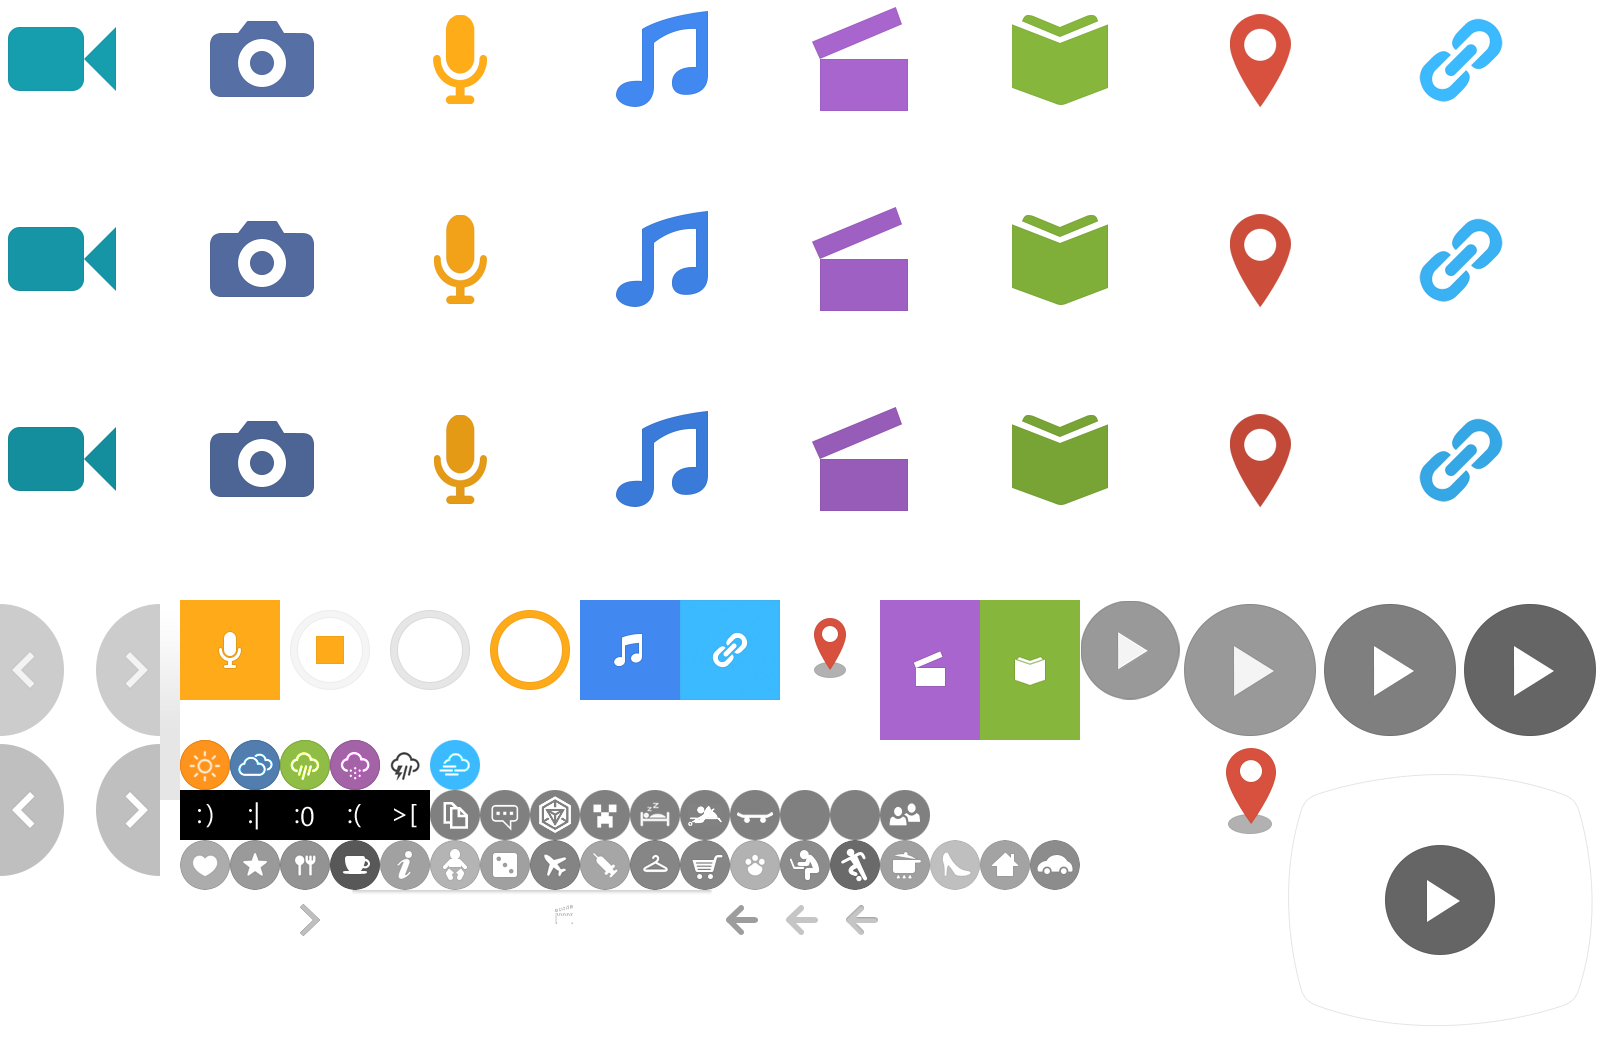 :) :| :0 :( >[
z z
i